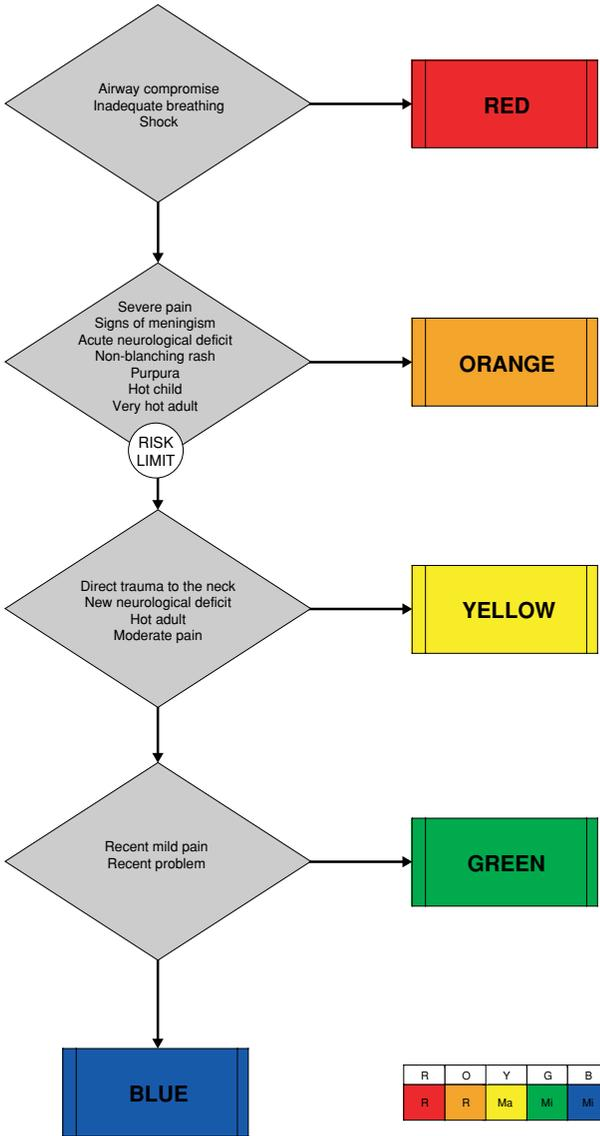 Airway compromise
Inadequate breathing
Shock
RED
Severe pain
Signs of meningism
Acute neurological deficit
Non-blanching rash
Purpura
Hot child
Very hot adult
ORANGE
RISK
LIMIT
Direct trauma to the neck
New neurological deficit
Hot adult
Moderate pain
YELLOW
Recent mild pain
Recent problem
GREEN
BLUE
R O Y G B
R R Ma Mi Mi